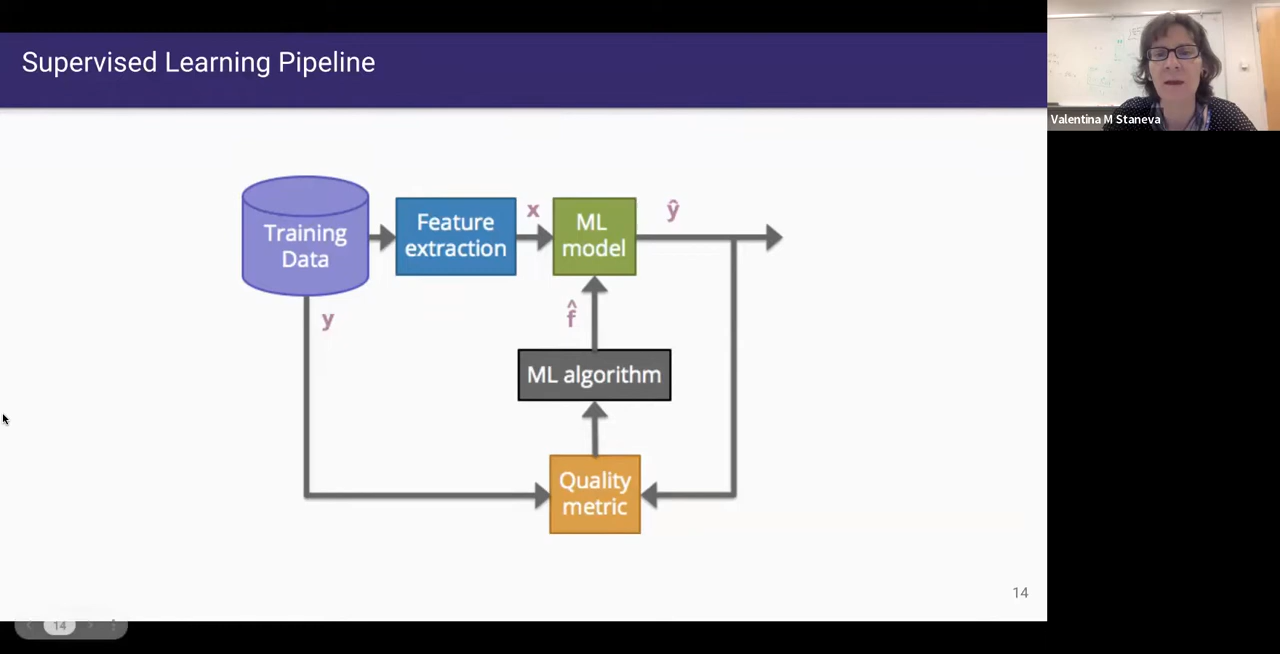 Supervised Learning Pipeline
Valentina M Staneva
Training
Data
Feature
extraction
x
ML
model
ŷ
y
f̂
ML algorithm
Quality
metric
14
14